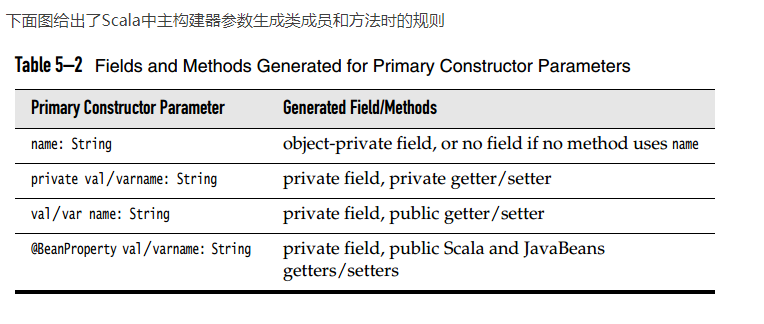 下面图给出了Scala中主构建器参数生成类成员和方法时的规则
Table 5–2 Fields and Methods Generated for Primary Constructor Parameters
Primary Constructor Parameter Generated Field/Methods
name: String object-private field, or no field if no method uses name
private val/varname: String private field, private getter/setter
val/var name: String private field, public getter/setter
@BeanProperty val/varname: String private field, public Scala and JavaBeans
getters/setters